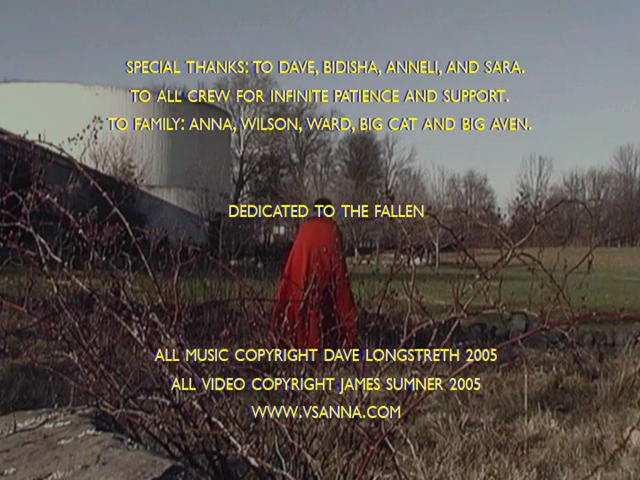 SPECIAL THANKS: TO DAVE, BIDISHA, ANNELI, AND SARA.
TO ALL CREW FOR INFINITE PATIENCE AND SUPPORT.
TO FAMILY: ANNA, WILSON, WARD, BIG CAT AND BIG AVEN.
DEDICATED TO THE FALLEN
ALL MUSIC COPYRIGHT DAVE LONGSTRETH 2005
ALL VIDEO COPYRIGHT JAMES SUMNER 2005
WWW.VSANNA.COM